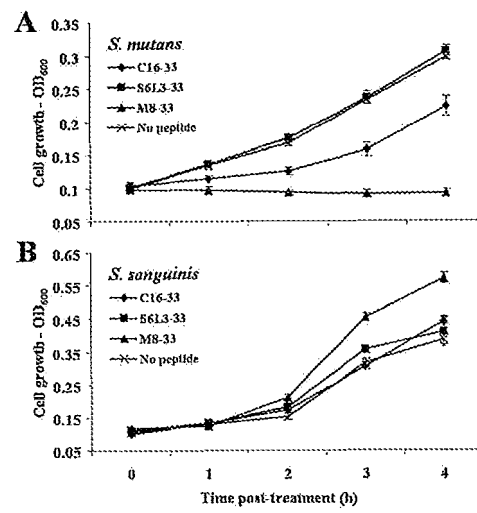 A
0.35
S. mutans
0.3
C16-33
S6L3-33
0.25
M8-33
No peptide
0.2
0.15
0.1
0.05
Cell growth - OD600
B
0.65
S. sanguinis
0.55
C16-33
S6L3-33
0.45
M8-33
No peptide
0.35
0.25
0.15
0.05
Cell growth - OD600
0 1 2 3 4
Time post-treatment (h)